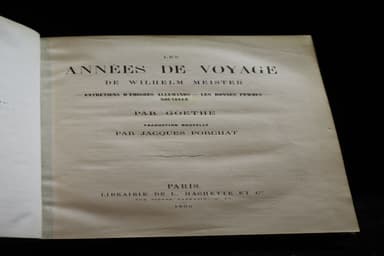 LES
ANNÉES DE VOYAGE
DE WILHELM MEISTER
ENTRETIENS D'ÉMIGRÉS ALLEMANDS — LES BONNES FEMMES
NOUVELLE
PAR GOETHE
TRADUCTION NOUVELLE
PAR JACQUES PORCHAT
PARIS
LIBRAIRIE DE L. HACHETTE ET Cie